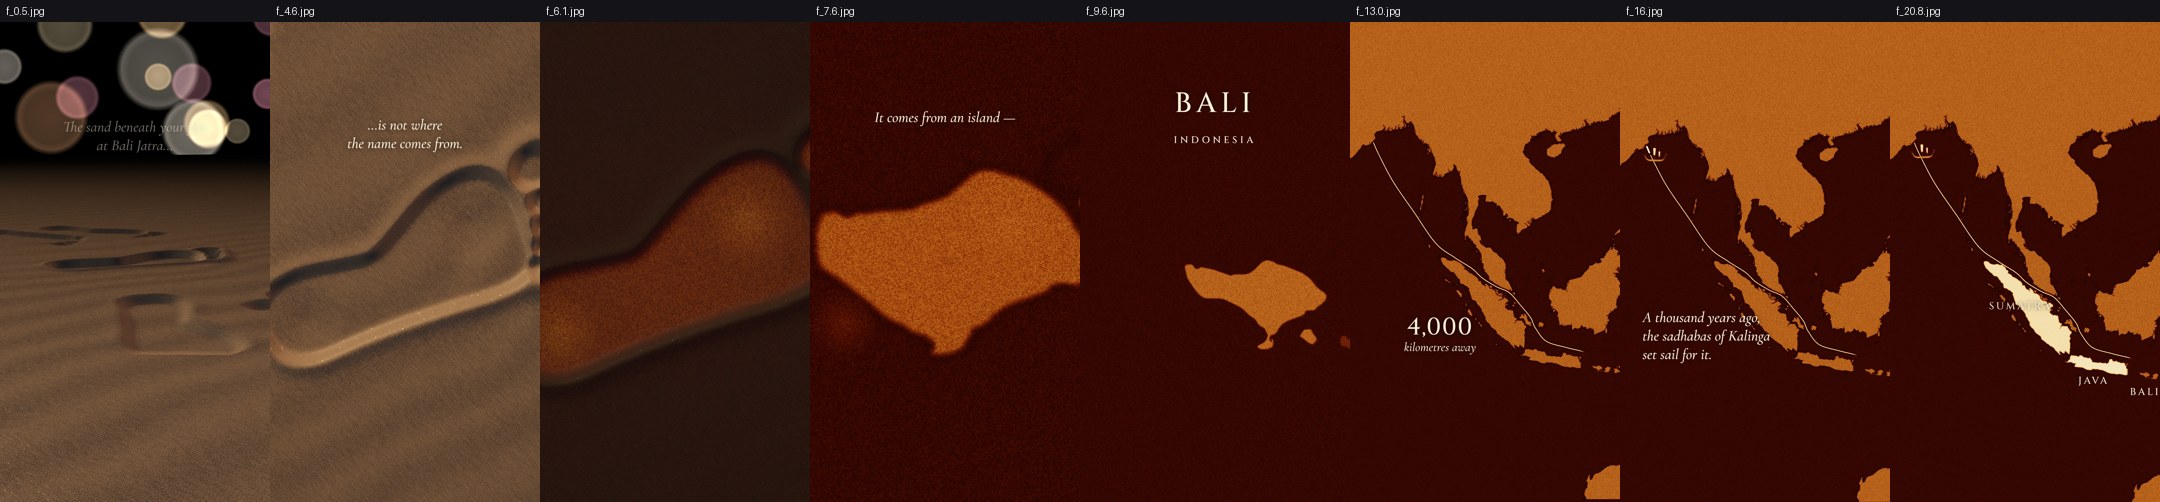 f_0.5.jpg
f_4.6.jpg
f_6.1.jpg
f_7.6.jpg
f_9.6.jpg
f_13.0.jpg
f_16.jpg
f_20.8.jpg
The sand beneath your
at Bali Jatra...
...is not where
the name comes from.
It comes from an island —
BALI
INDONESIA
4,000
kilometres away
A thousand years ago,
the sadhabas of Kalinga
set sail for it.
JAVA
BALI